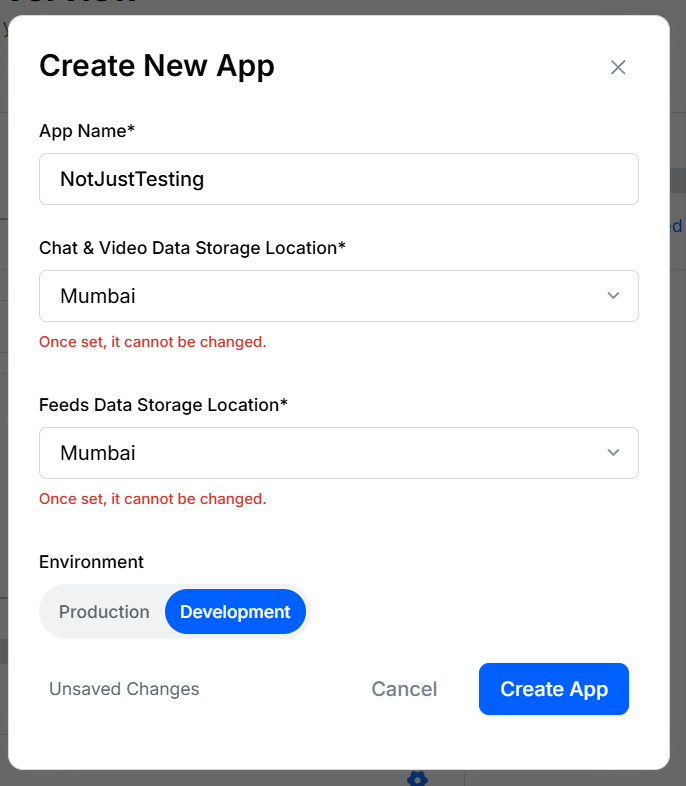 Create New App
App Name*
NotJustTesting
Chat & Video Data Storage Location*
Mumbai
Once set, it cannot be changed.
Feeds Data Storage Location*
Mumbai
Once set, it cannot be changed.
Environment
Production Development
Unsaved Changes Cancel Create App